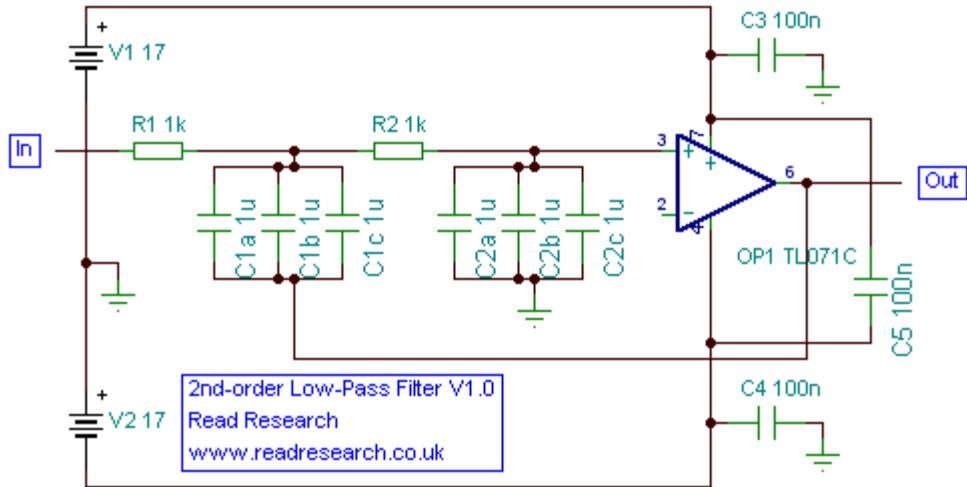 C3 100n
+
V1 17
R1 1k
R2 1k
In
3
7
+
+
6
Out
2
-
4
C1a 1u
C1b 1u
C1c 1u
C2a 1u
C2b 1u
C2c 1u
OP1 TL071C
C5 100n
+
V2 17
2nd-order Low-Pass Filter V1.0
Read Research
www.readresearch.co.uk
C4 100n